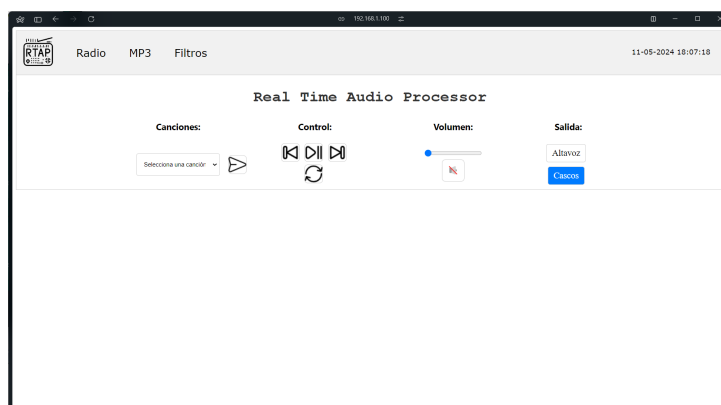 192.168.1.100
RTAP
Radio MP3 Filtros
11-05-2024 18:07:18
Real Time Audio Processor
Canciones: Control: Volumen: Salida:
Selecciona una canción
Altavoz
Cascos